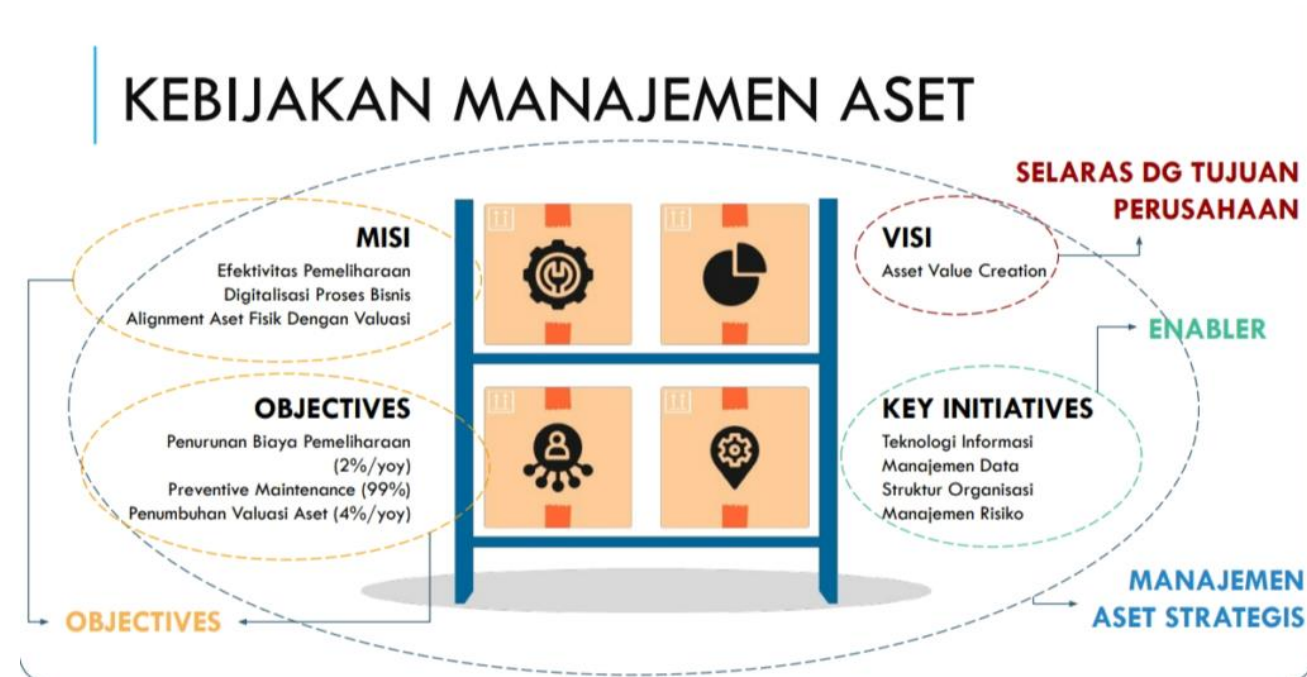 KEBIJAKAN MANAJEMEN ASET
SELARAS DG TUJUAN
PERUSAHAAN
MISI
Efektivitas Pemeliharaan
Digitalisasi Proses Bisnis
Alignment Aset Fisik Dengan Valuasi
VISI
Asset Value Creation
ENABLER
OBJECTIVES
Penurunan Biaya Pemeliharaan
(2%/yoy)
Preventive Maintenance (99%)
Penumbuhan Valuasi Aset (4%/yoy)
KEY INITIATIVES
Teknologi Informasi
Manajemen Data
Struktur Organisasi
Manajemen Risiko
OBJECTIVES
MANAJEMEN
ASET STRATEGIS